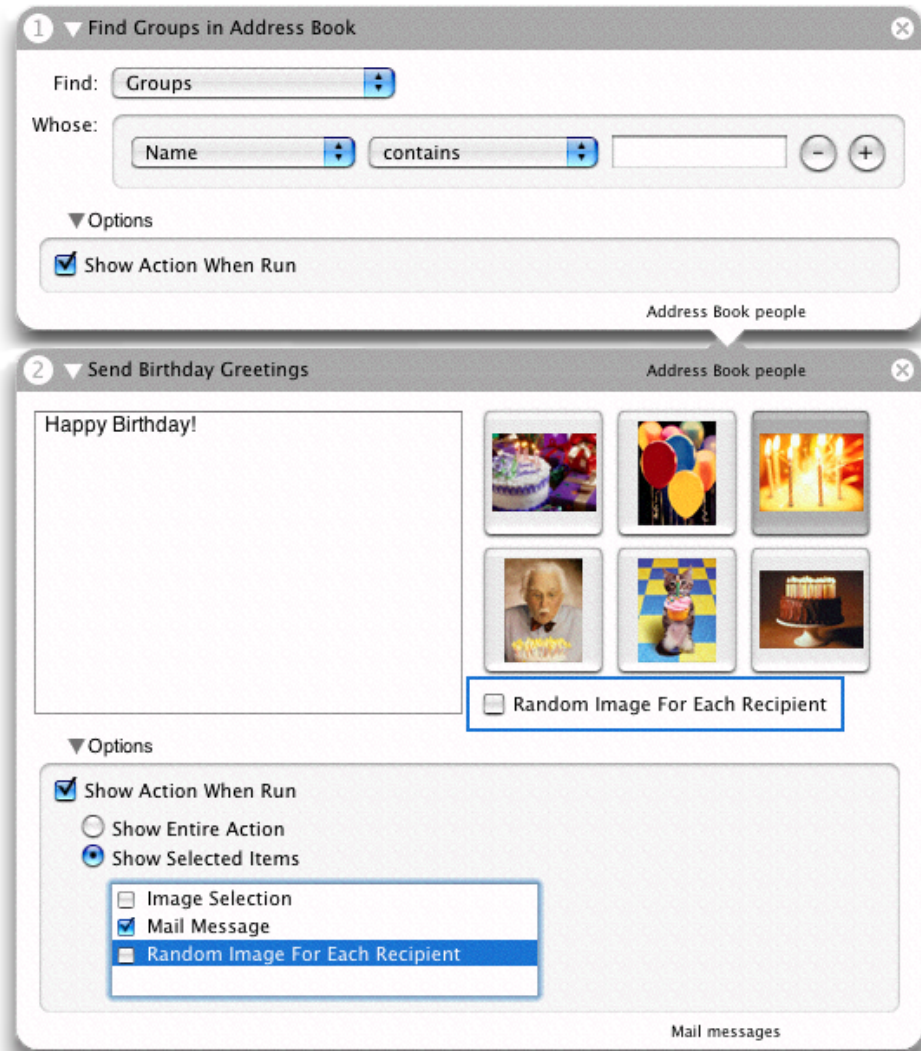 1 Find Groups in Address Book
Find: Groups
Whose:
Name contains - +
Options
Show Action When Run
Address Book people
2 Send Birthday Greetings Address Book people
Happy Birthday!
Random Image For Each Recipient
Options
Show Action When Run
Show Entire Action
Show Selected Items
Image Selection
Mail Message
Random Image For Each Recipient
Mail messages